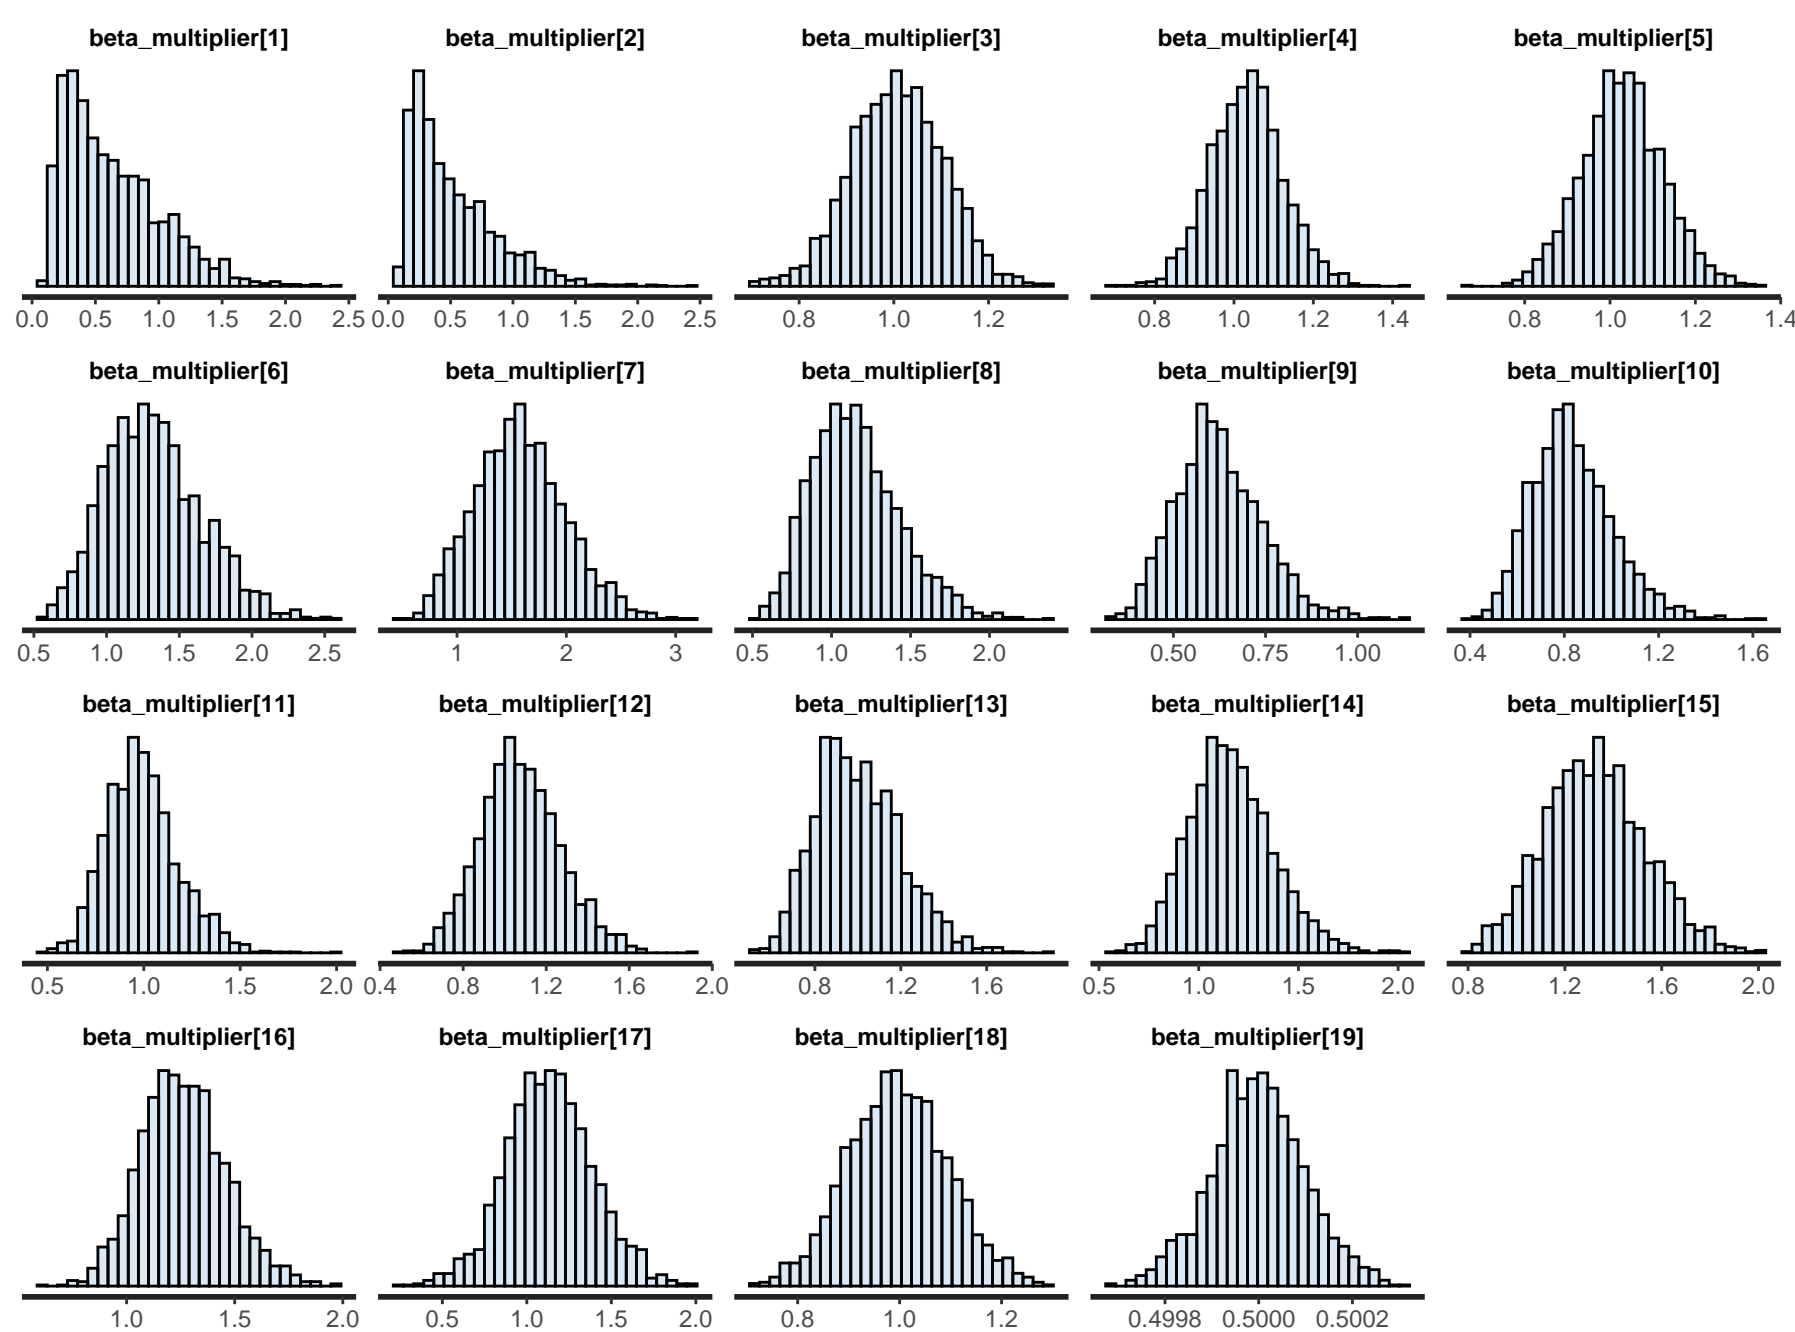 beta_multiplier[1] beta_multiplier[2] beta_multiplier[3] beta_multiplier[4] beta_multiplier[5]
0.0 0.5 1.0 1.5 2.0 2.5 0.0 0.5 1.0 1.5 2.0 2.5 0.8 1.0 1.2 0.8 1.0 1.2 1.4 0.8 1.0 1.2 1.4
beta_multiplier[6] beta_multiplier[7] beta_multiplier[8] beta_multiplier[9] beta_multiplier[10]
0.5 1.0 1.5 2.0 2.5 1 2 3 0.5 1.0 1.5 2.0 0.50 0.75 1.00 0.4 0.8 1.2 1.6
beta_multiplier[11] beta_multiplier[12] beta_multiplier[13] beta_multiplier[14] beta_multiplier[15]
0.5 1.0 1.5 2.0 0.4 0.8 1.2 1.6 2.0 0.8 1.2 1.6 0.5 1.0 1.5 2.0 0.8 1.2 1.6 2.0
beta_multiplier[16] beta_multiplier[17] beta_multiplier[18] beta_multiplier[19]
1.0 1.5 2.0 0.5 1.0 1.5 2.0 0.8 1.0 1.2 0.4998 0.5000 0.5002